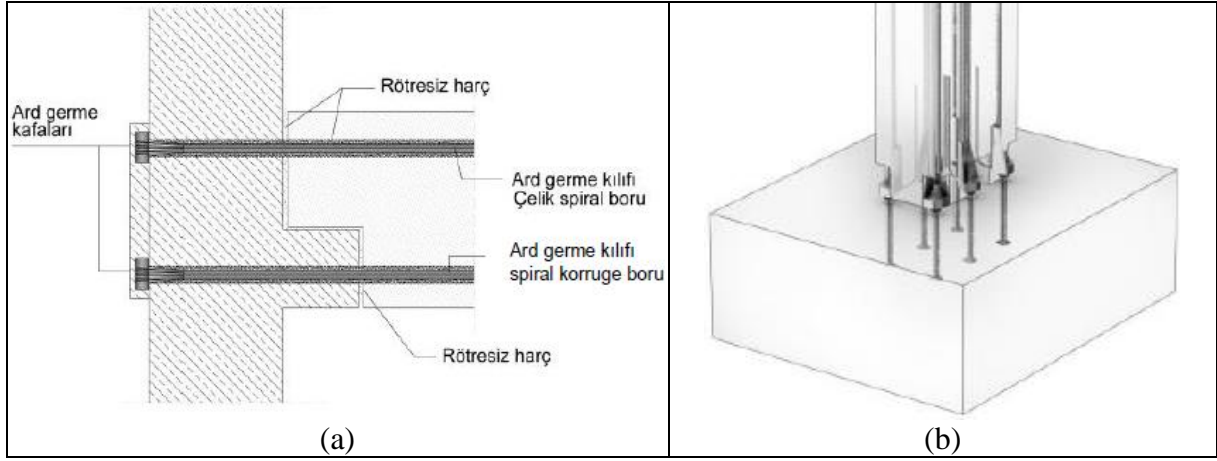 Rötresiz harç
Ard germe
kafaları
Ard germe kılıfı
Çelik spiral boru
Ard germe kılıfı
spiral korruge boru
Rötresiz harç
(a)
(b)